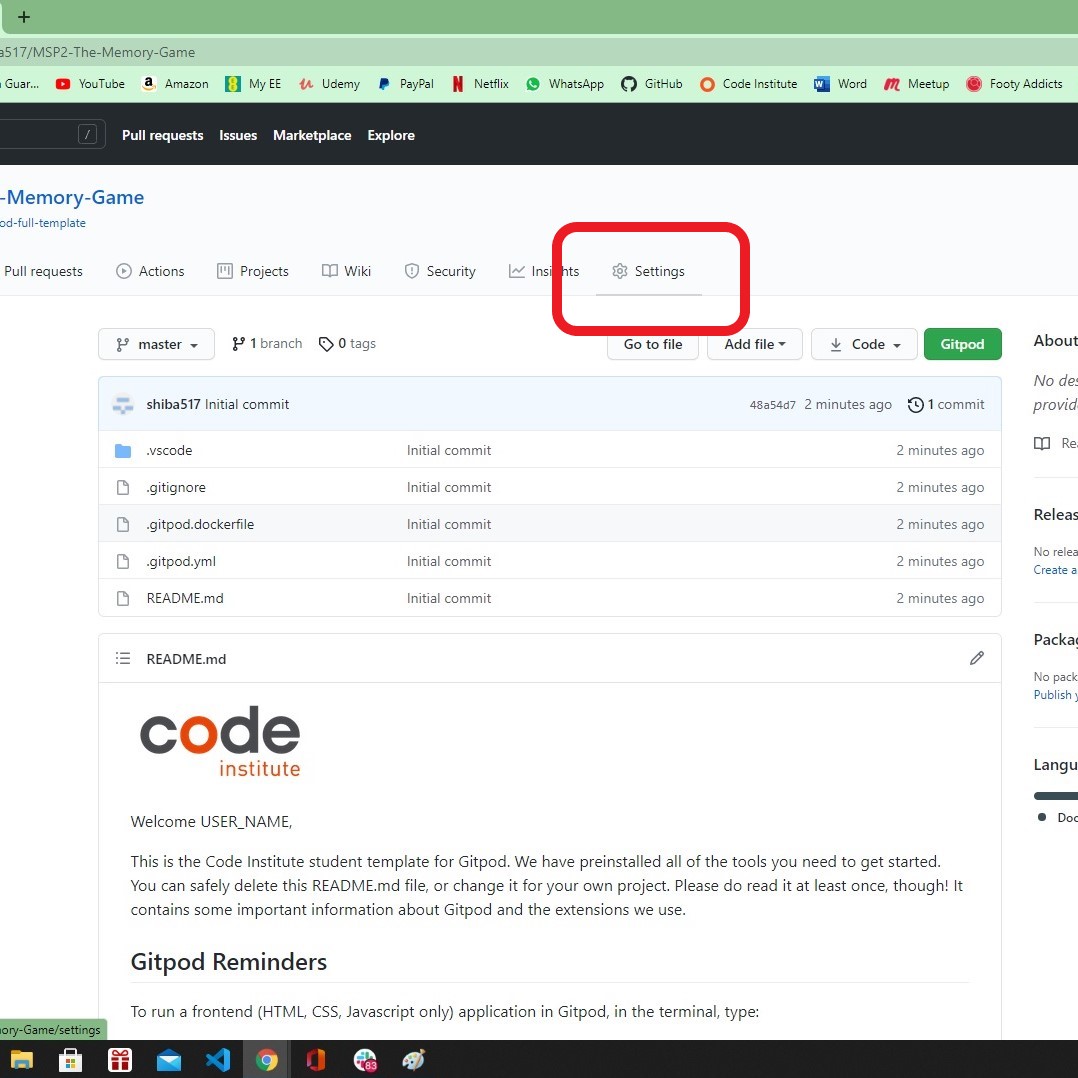 +
a517/MSP2-The-Memory-Game
Guar... YouTube Amazon My EE Udemy PayPal Netflix WhatsApp GitHub Code Institute Word Meetup Footy Addicts
/ Pull requests Issues Marketplace Explore
-Memory-Game
od-full-template
Pull requests Actions Projects Wiki Security Insights Settings
master 1 branch 0 tags Go to file Add file Code Gitpod About
shiba517 Initial commit 48a54d7 2 minutes ago 1 commit
No des
provide
.vscode Initial commit 2 minutes ago Rea
.gitignore Initial commit 2 minutes ago
.gitpod.dockerfile Initial commit 2 minutes ago Releas
.gitpod.yml Initial commit 2 minutes ago No relea
Create a
README.md Initial commit 2 minutes ago
README.md Packag
No pack
Publish y
code
institute
Langu
Doc
Welcome USER_NAME,
This is the Code Institute student template for Gitpod. We have preinstalled all of the tools you need to get started.
You can safely delete this README.md file, or change it for your own project. Please do read it at least once, though! It
contains some important information about Gitpod and the extensions we use.
Gitpod Reminders
To run a frontend (HTML, CSS, Javascript only) application in Gitpod, in the terminal, type:
nory-Game/settings
83